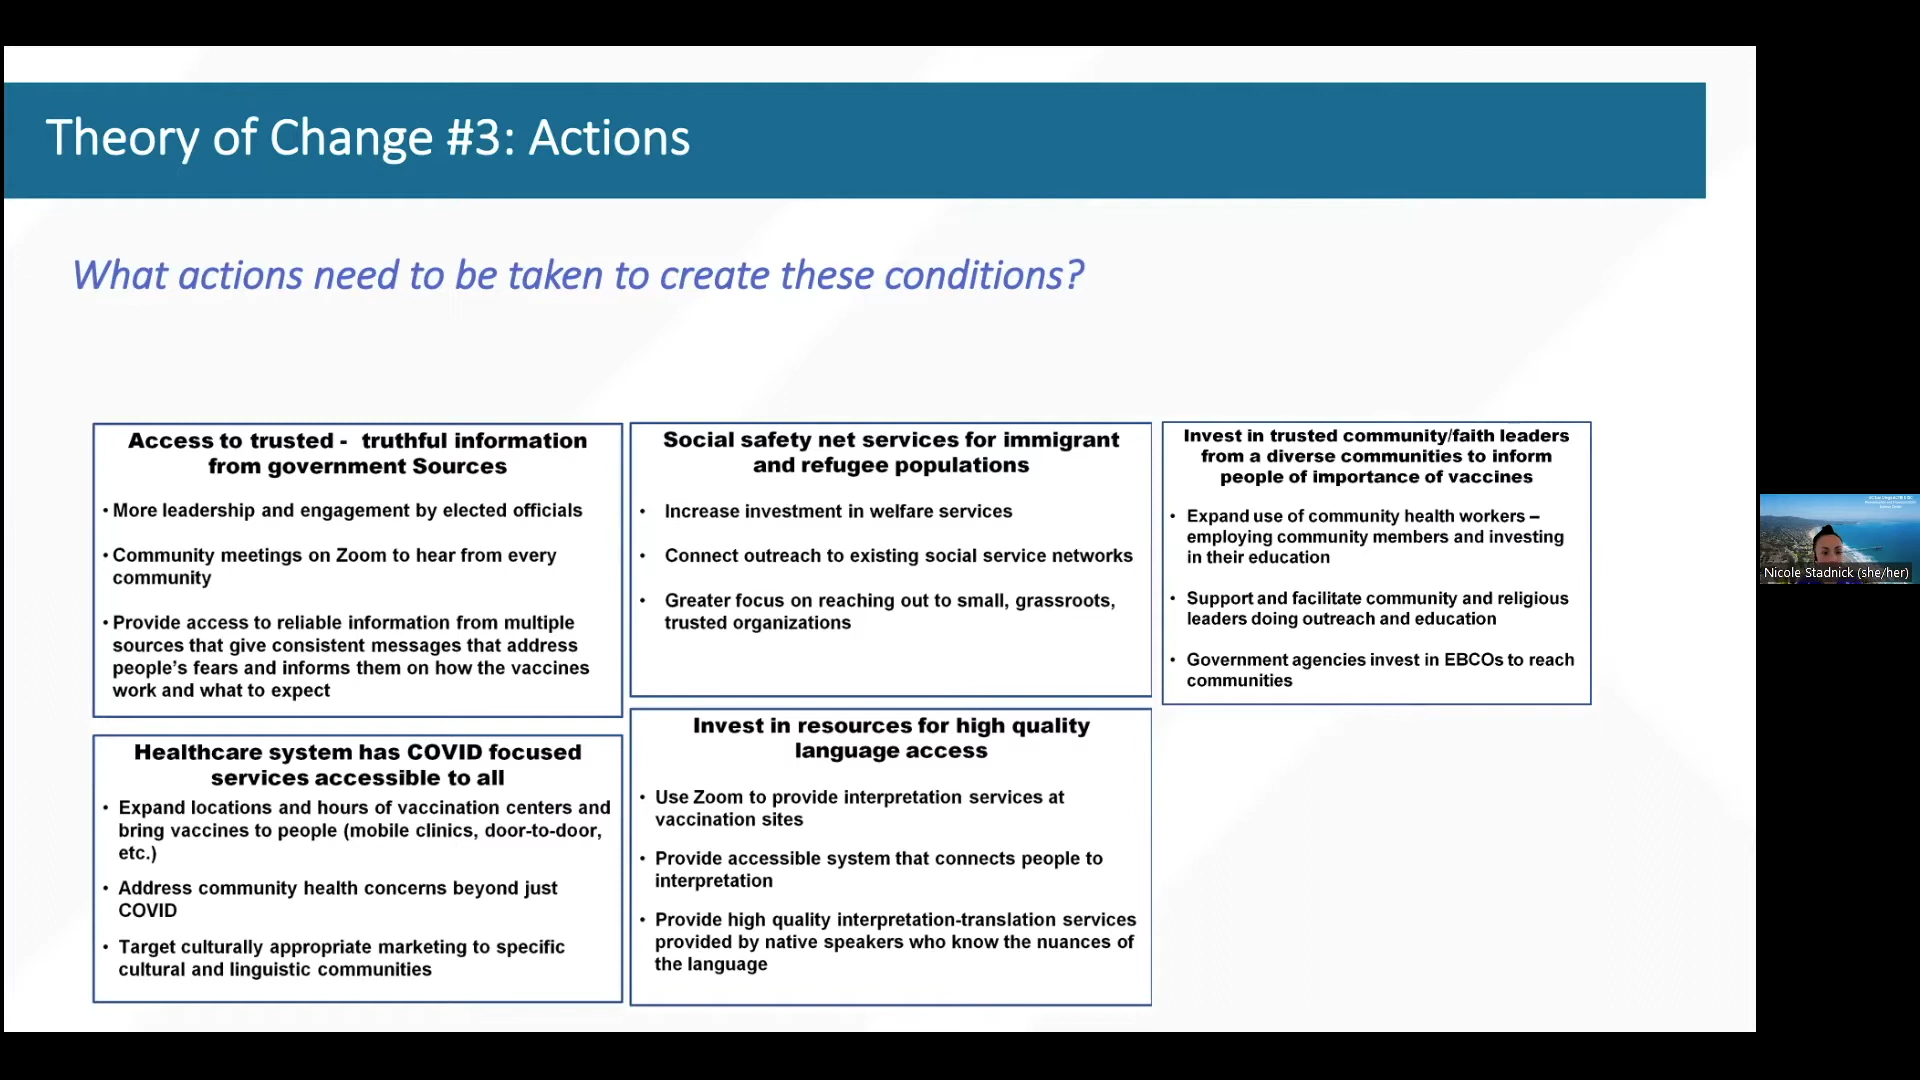 Theory of Change #3: Actions
What actions need to be taken to create these conditions?
Access to trusted - truthful information
from government Sources
• More leadership and engagement by elected officials
• Community meetings on Zoom to hear from every
community
• Provide access to reliable information from multiple
sources that give consistent messages that address
people's fears and informs them on how the vaccines
work and what to expect
Social safety net services for immigrant
and refugee populations
• Increase investment in welfare services
• Connect outreach to existing social service networks
• Greater focus on reaching out to small, grassroots,
trusted organizations
Invest in trusted community/faith leaders
from a diverse communities to inform
people of importance of vaccines
• Expand use of community health workers –
employing community members and investing
in their education
• Support and facilitate community and religious
leaders doing outreach and education
• Government agencies invest in EBCOs to reach
communities
Healthcare system has COVID focused
services accessible to all
• Expand locations and hours of vaccination centers and
bring vaccines to people (mobile clinics, door-to-door,
etc.)
• Address community health concerns beyond just
COVID
• Target culturally appropriate marketing to specific
cultural and linguistic communities
Invest in resources for high quality
language access
• Use Zoom to provide interpretation services at
vaccination sites
• Provide accessible system that connects people to
interpretation
• Provide high quality interpretation-translation services
provided by native speakers who know the nuances of
the language
Nicole Stadnick (she/her)